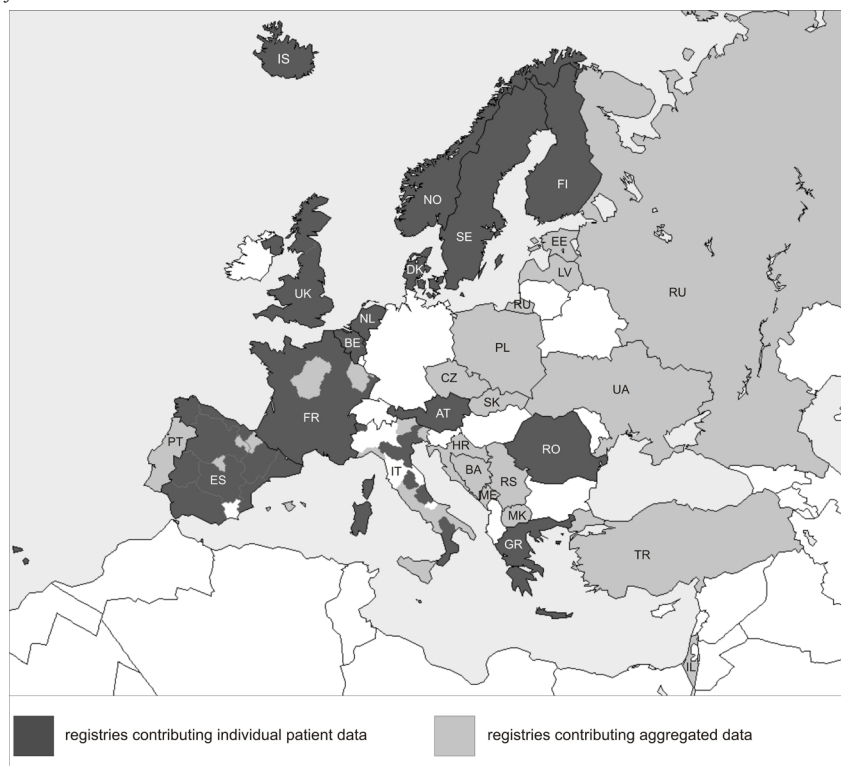 IS
FI
NO
SE
EE
LV
DK
RU
UK
RU
NL
BE
PL
CZ
UA
SK
AT
FR
RO
HR
PT
BA
IT
RS
ES
ME
MK
GR
TR
IL
registries contributing individual patient data
registries contributing aggregated data